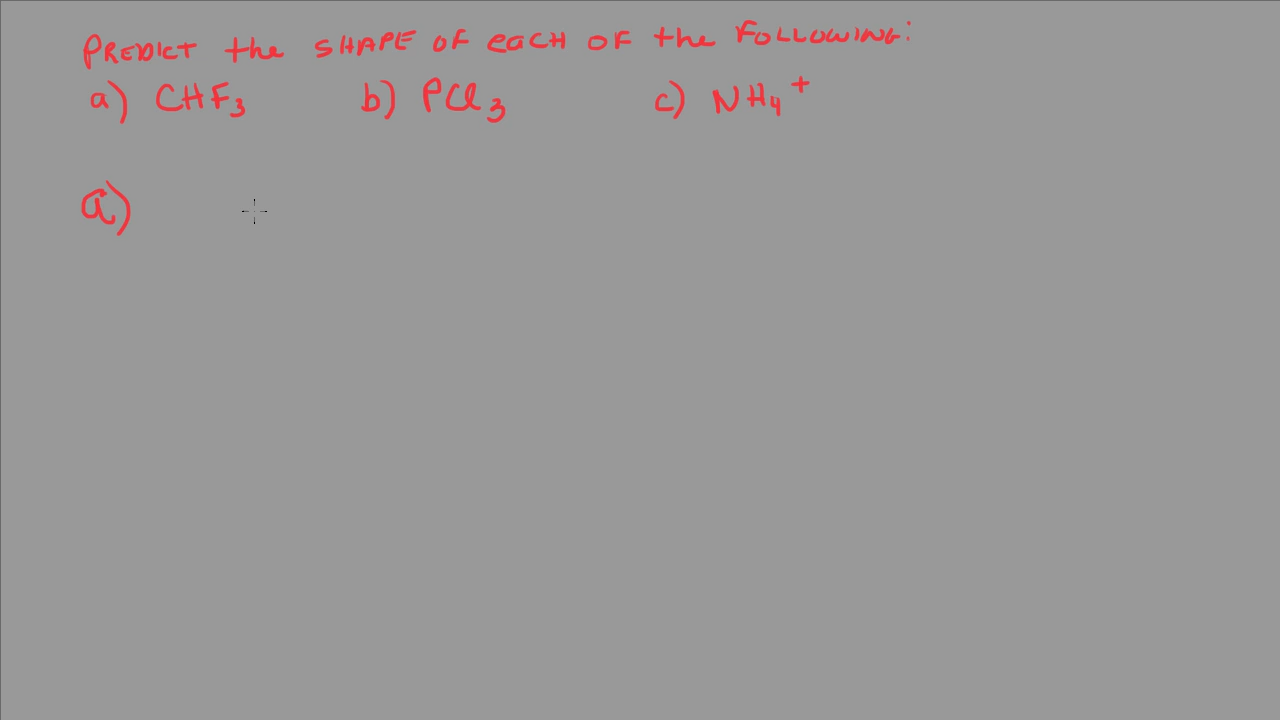 PREDICT the SHAPE OF eaCH OF the FOLLOWING:
a) CHF3 b) PCl3 c) NH4+
a)